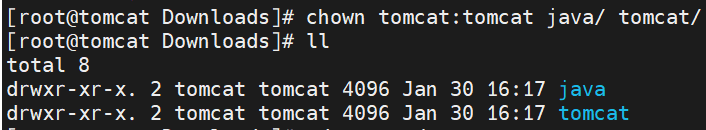 [root@tomcat Downloads]# chown tomcat:tomcat java/ tomcat/
[root@tomcat Downloads]# ll
total 8
drwxr-xr-x. 2 tomcat tomcat 4096 Jan 30 16:17 java
drwxr-xr-x. 2 tomcat tomcat 4096 Jan 30 16:17 tomcat